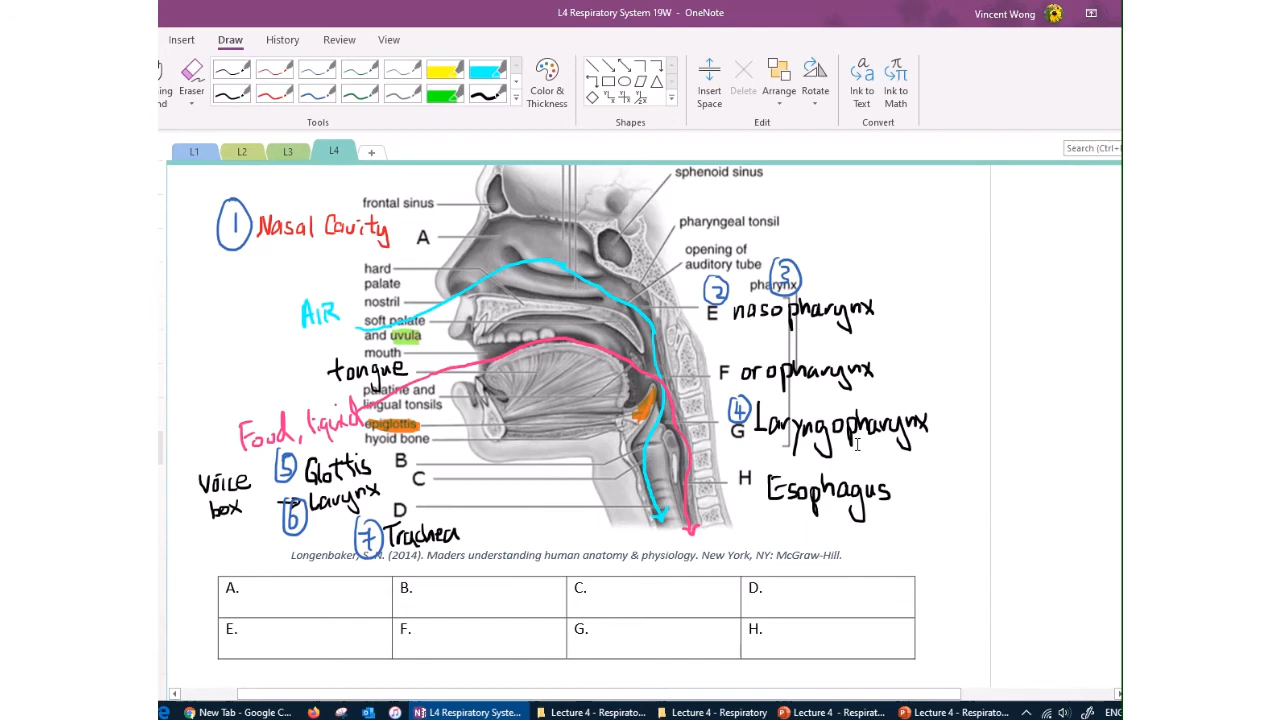 L4 Respiratory System 19W - OneNote
Vincent Wong
Insert Draw History Review View
Eraser
Color & Thickness
Insert Space
Delete
Arrange
Rotate
Ink to Text
Ink to Math
Tools
Shapes
Edit
Convert
L1 L2 L3 L4 +
Search (Ctrl+
sphenoid sinus
frontal sinus
1 Nasal Cavity
A
pharyngeal tonsil
opening of
auditory tube
hard
palate
pharynx
3
2
nostril
E nasopharynx
AIR
soft palate
and uvula
mouth
tongue
F oropharynx
palatine and
lingual tonsils
4
G Laryngopharynx
Food, liquid
epiglottis
hyoid bone
5 Glottis
B
C
Voice
box
6 Larynx
H Esophagus
D
7 Trachea
Longenbaker, S. N. (2014). Maders understanding human anatomy & physiology. New York, NY: McGraw-Hill.
A. B. C. D.
E. F. G. H.
New Tab - Google C...
L4 Respiratory Syste...
Lecture 4 - Respirato...
Lecture 4 - Respiratory
Lecture 4 - Respirat...
Lecture 4 - Respirato...
ENG